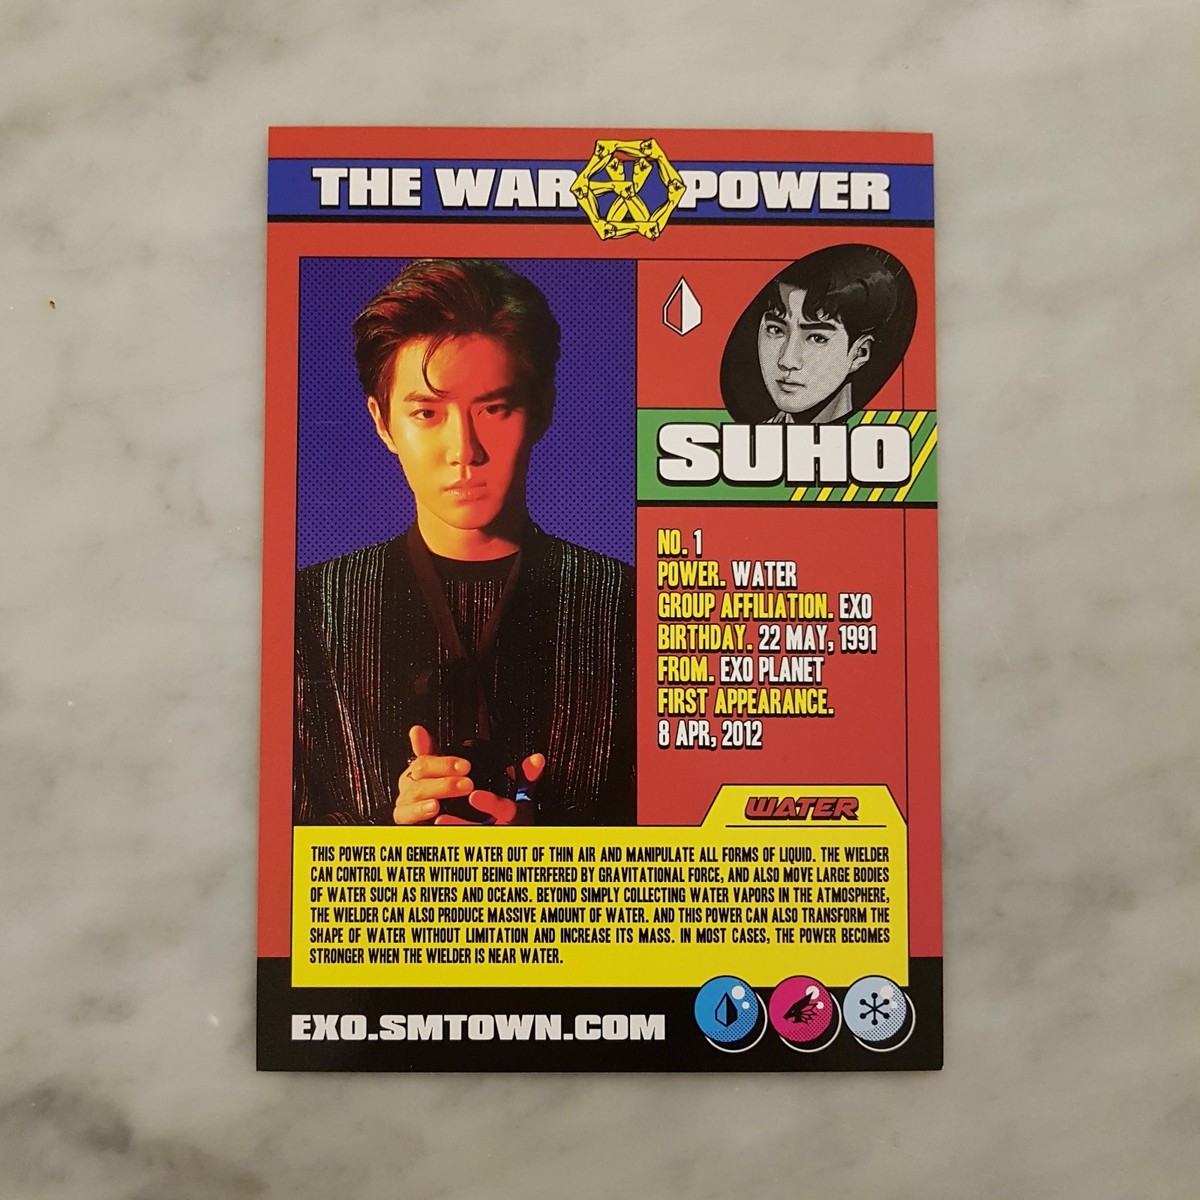 THE WAR POWER
SUHO
NO. 1
POWER. WATER
GROUP AFFILIATION. EXO
BIRTHDAY. 22 MAY, 1991
FROM. EXO PLANET
FIRST APPEARANCE.
8 APR, 2012
WATER
THIS POWER CAN GENERATE WATER OUT OF THIN AIR AND MANIPULATE ALL FORMS OF LIQUID. THE WIELDER
CAN CONTROL WATER WITHOUT BEING INTERFERED BY GRAVITATIONAL FORCE, AND ALSO MOVE LARGE BODIES
OF WATER SUCH AS RIVERS AND OCEANS. BEYOND SIMPLY COLLECTING WATER VAPORS IN THE ATMOSPHERE,
THE WIELDER CAN ALSO PRODUCE MASSIVE AMOUNT OF WATER. AND THIS POWER CAN ALSO TRANSFORM THE
SHAPE OF WATER WITHOUT LIMITATION AND INCREASE ITS MASS. IN MOST CASES, THE POWER BECOMES
STRONGER WHEN THE WIELDER IS NEAR WATER.
EXO.SMTOWN.COM